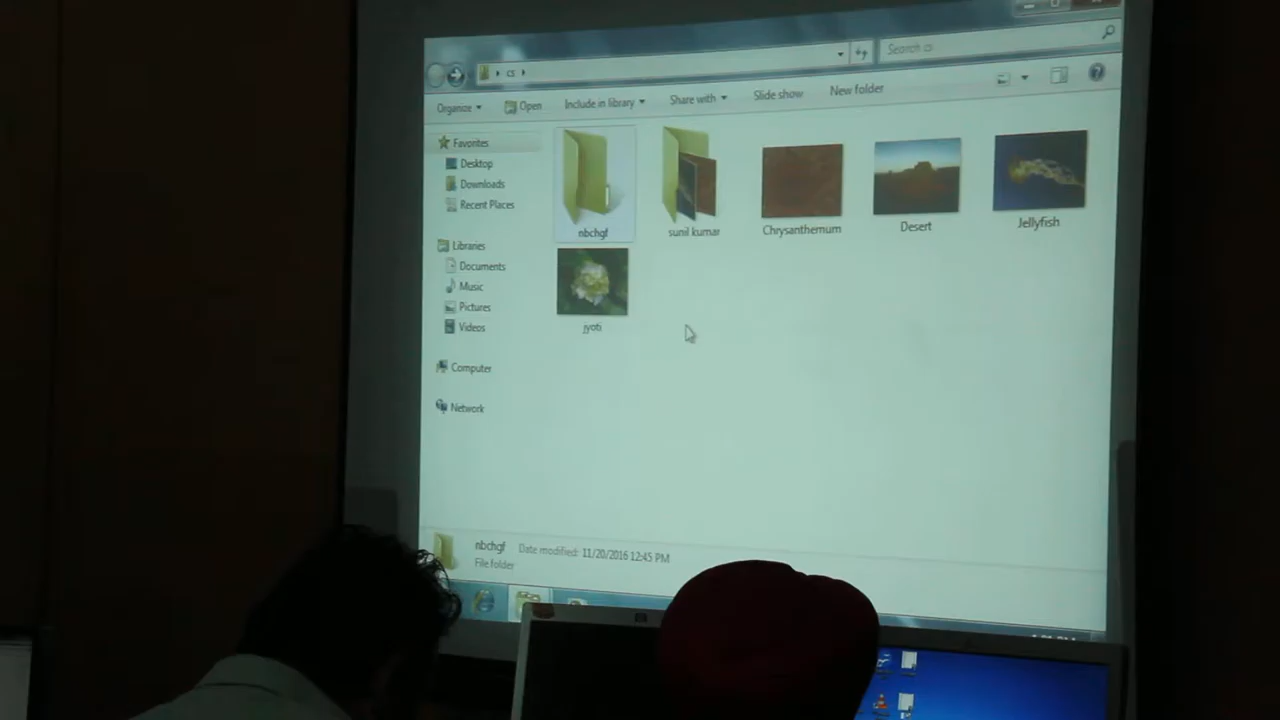 cs
Search cs
Organize
Open
Include in library
Share with
Slide show
New folder
Favorites
Desktop
Downloads
Recent Places
Libraries
Documents
Music
Pictures
Videos
Computer
Network
nbchgf
sunil kumar
Chrysanthemum
Desert
Jellyfish
jyoti
nbchgf Date modified: 11/20/2016 12:45 PM
File folder